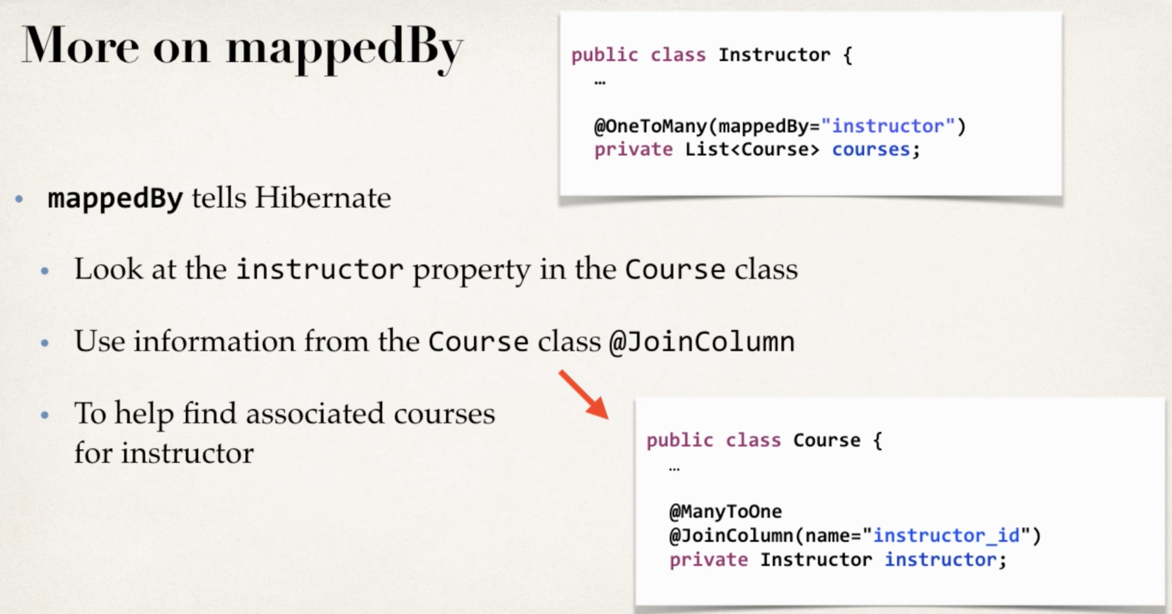 More on mappedBy
public class Instructor {
…
@OneToMany(mappedBy="instructor")
private List<Course> courses;
• mappedBy tells Hibernate
• Look at the instructor property in the Course class
• Use information from the Course class @JoinColumn
• To help find associated courses
for instructor
public class Course {
…
@ManyToOne
@JoinColumn(name="instructor_id")
private Instructor instructor;